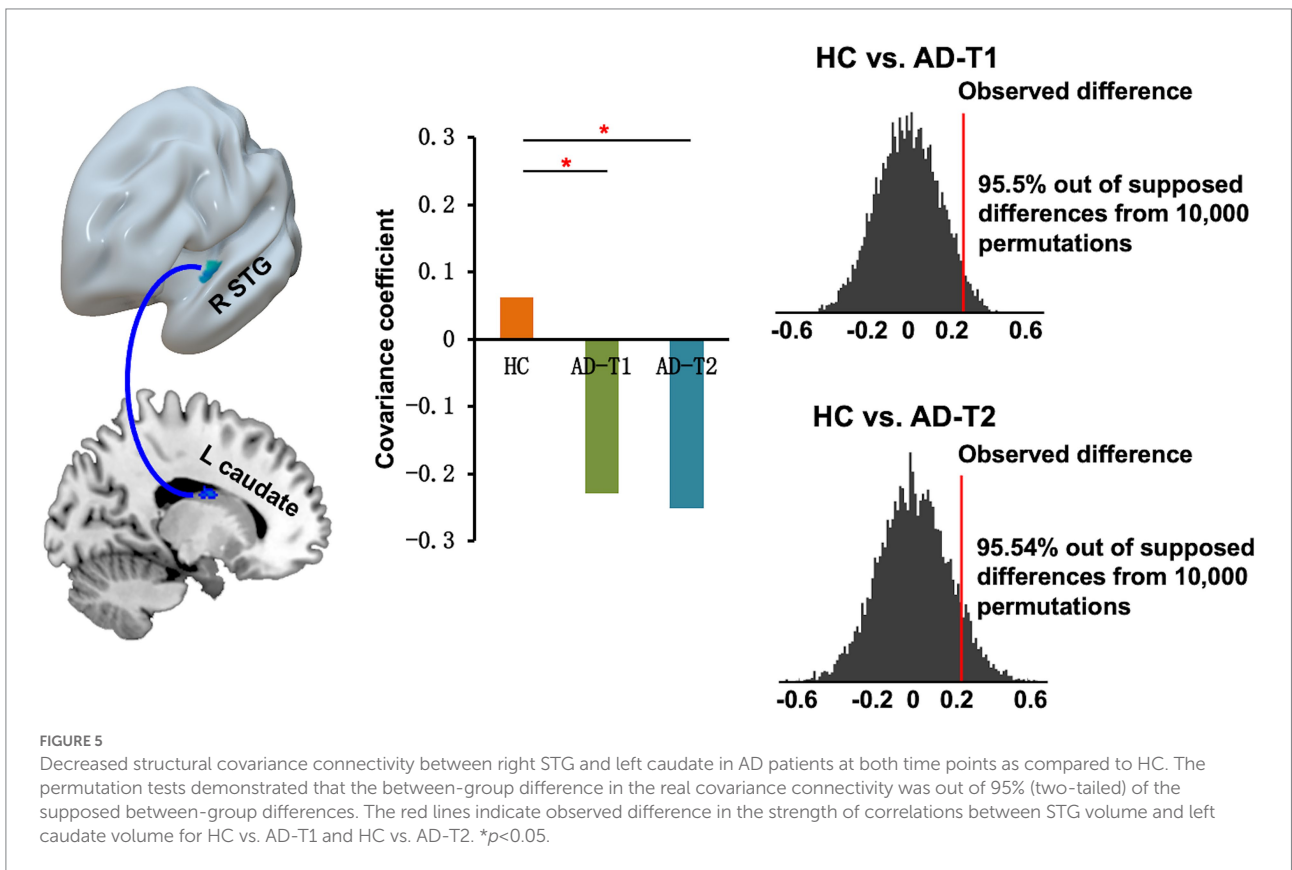 R STG
L caudate
Covariance coefficient
0.3
0.2
0.1
0
-0.1
-0.2
-0.3
*
*
HC
AD-T1
AD-T2
HC vs. AD-T1
Observed difference
95.5% out of supposed
differences from 10,000
permutations
-0.6 -0.2 0 0.2 0.6
HC vs. AD-T2
Observed difference
95.54% out of supposed
differences from 10,000
permutations
-0.6 -0.2 0 0.2 0.6
FIGURE 5
Decreased structural covariance connectivity between right STG and left caudate in AD patients at both time points as compared to HC. The
permutation tests demonstrated that the between-group difference in the real covariance connectivity was out of 95% (two-tailed) of the
supposed between-group differences. The red lines indicate observed difference in the strength of correlations between STG volume and left
caudate volume for HC vs. AD-T1 and HC vs. AD-T2. *p<0.05.